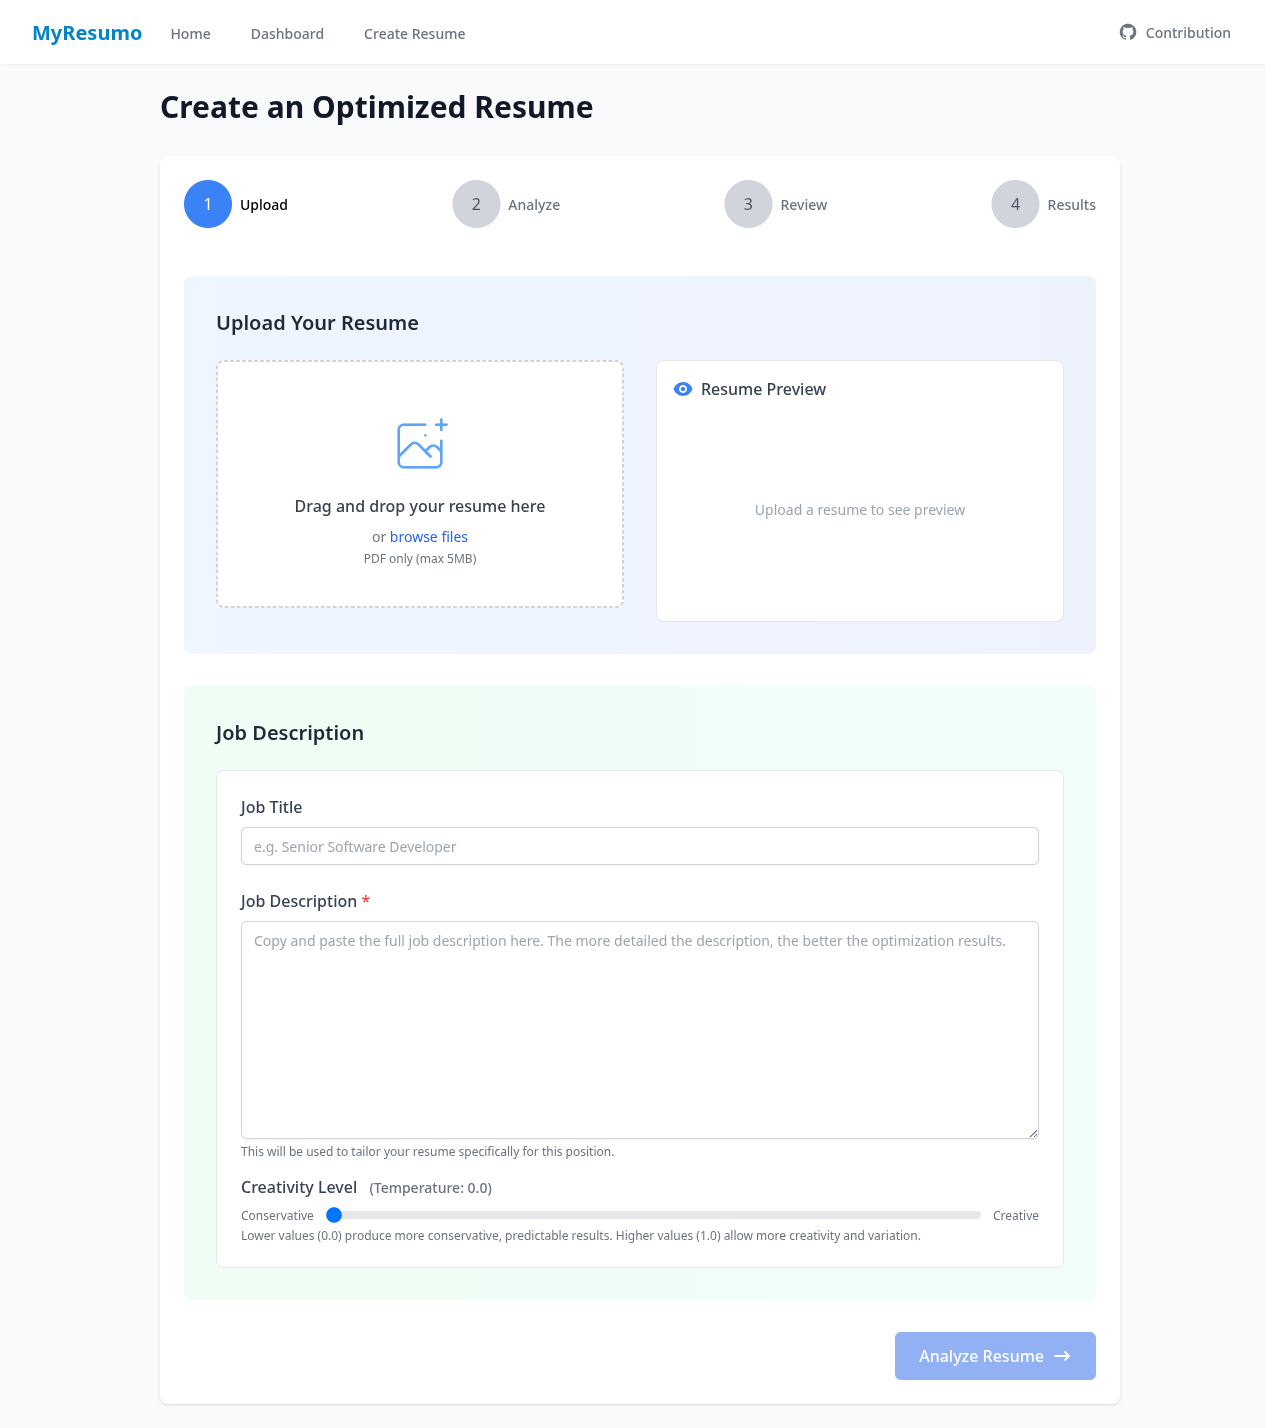 MyResumo
Home
Dashboard
Create Resume
Contribution
Create an Optimized Resume
1
Upload
2
Analyze
3
Review
4
Results
Upload Your Resume
Drag and drop your resume here
or browse files
PDF only (max 5MB)
Resume Preview
Upload a resume to see preview
Job Description
Job Title
e.g. Senior Software Developer
Job Description *
Copy and paste the full job description here. The more detailed the description, the better the optimization results.
This will be used to tailor your resume specifically for this position.
Creativity Level (Temperature: 0.0)
Conservative
Creative
Lower values (0.0) produce more conservative, predictable results. Higher values (1.0) allow more creativity and variation.
Analyze Resume